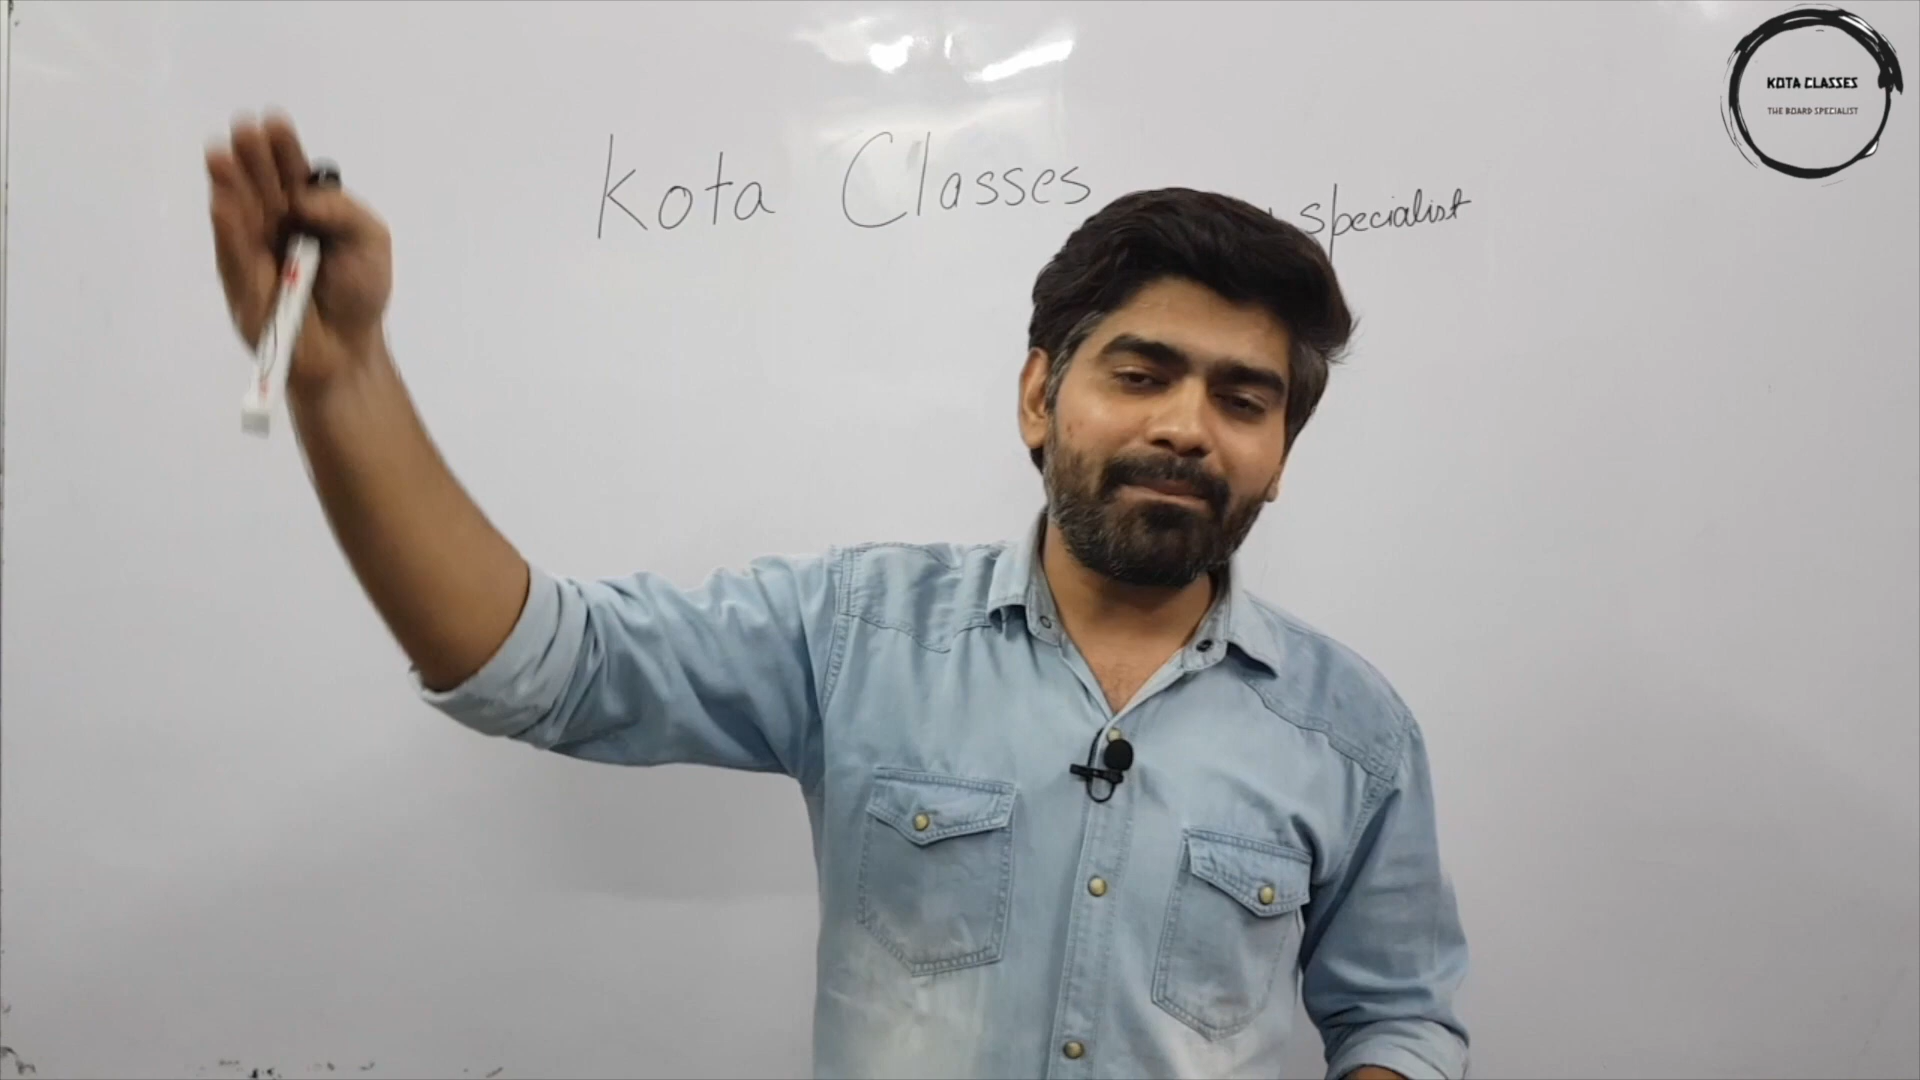 KOTA CLASSES
THE BOARD SPECIALIST
Kota Classes
Specialist